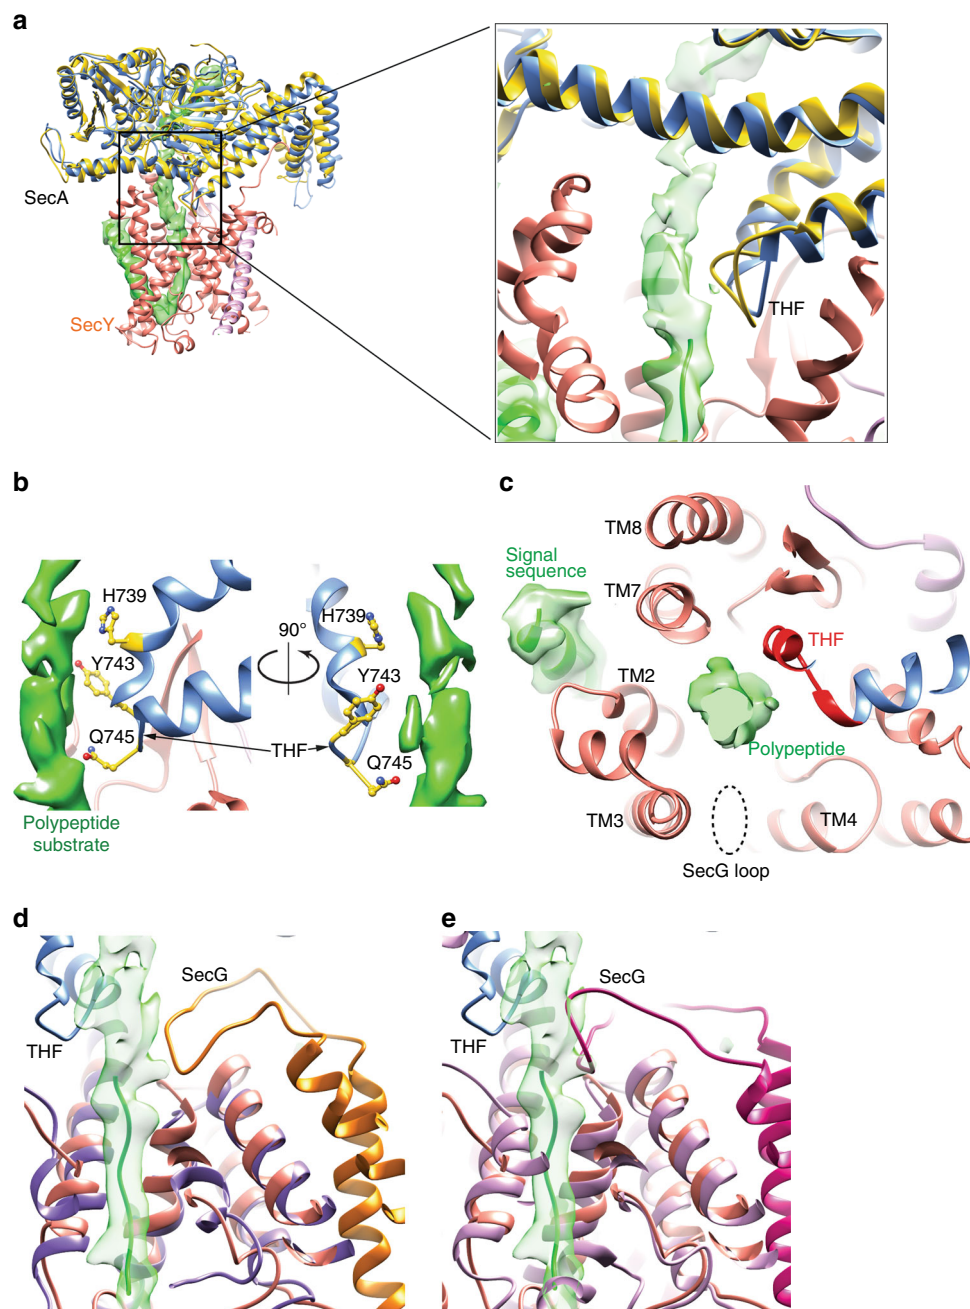 a
SecA
SecY
THF
b
H739
Y743
Q745
90°
THF
H739
Y743
Q745
Polypeptide
substrate
c
TM8
Signal
sequence
TM7
THF
TM2
Polypeptide
TM3
TM4
SecG loop
d
SecG
THF
e
SecG
THF